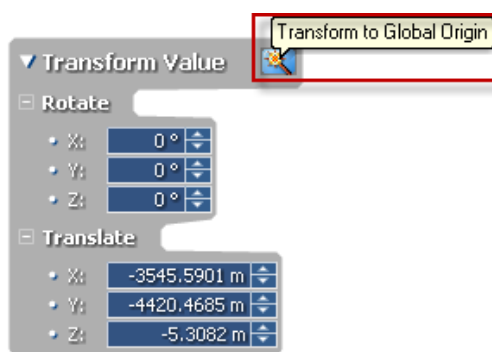 Transform to Global Origin
Transform Value
Rotate
X: 0 °
Y: 0 °
Z: 0 °
Translate
X: -3545.5901 m
Y: -4420.4685 m
Z: -5.3082 m